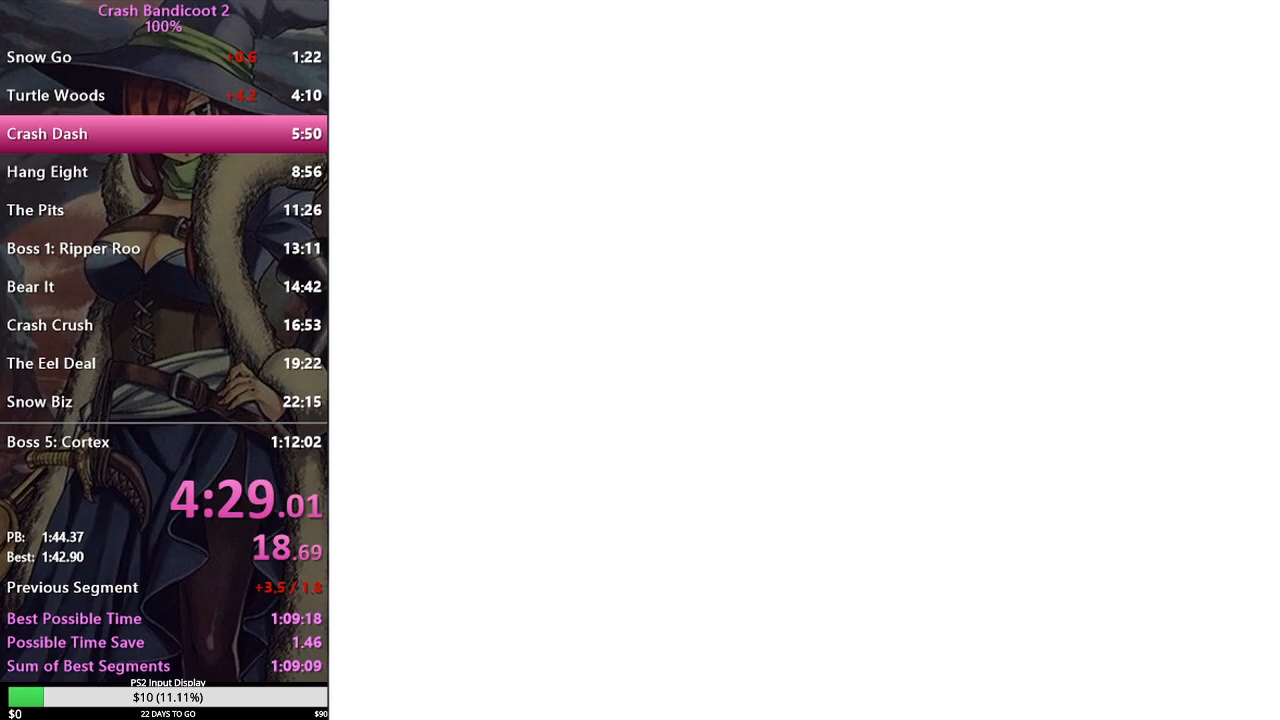 Crash Bandicoot 2
100%
Snow Go +0.6 1:22
Turtle Woods +4.2 4:10
Crash Dash 5:50
Hang Eight 8:56
The Pits 11:26
Boss 1: Ripper Roo 13:11
Bear It 14:42
Crash Crush 16:53
The Eel Deal 19:22
Snow Biz 22:15
Boss 5: Cortex 1:12:02
4:29.01
PB: 1:44.37
18.69
Best: 1:42.90
Previous Segment +3.5 / 1.8
Best Possible Time 1:09:18
Possible Time Save 1.46
Sum of Best Segments 1:09:09
PS2 Input Display
$10 (11.11%)
$0 22 DAYS TO GO $90